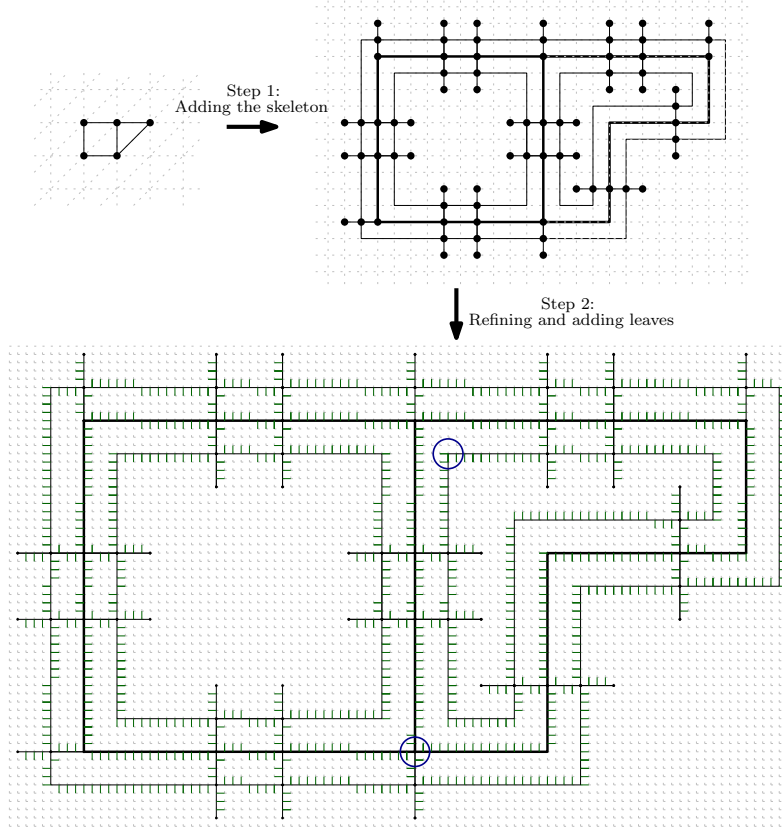 Step 1:
Adding the skeleton
Step 2:
Refining and adding leaves